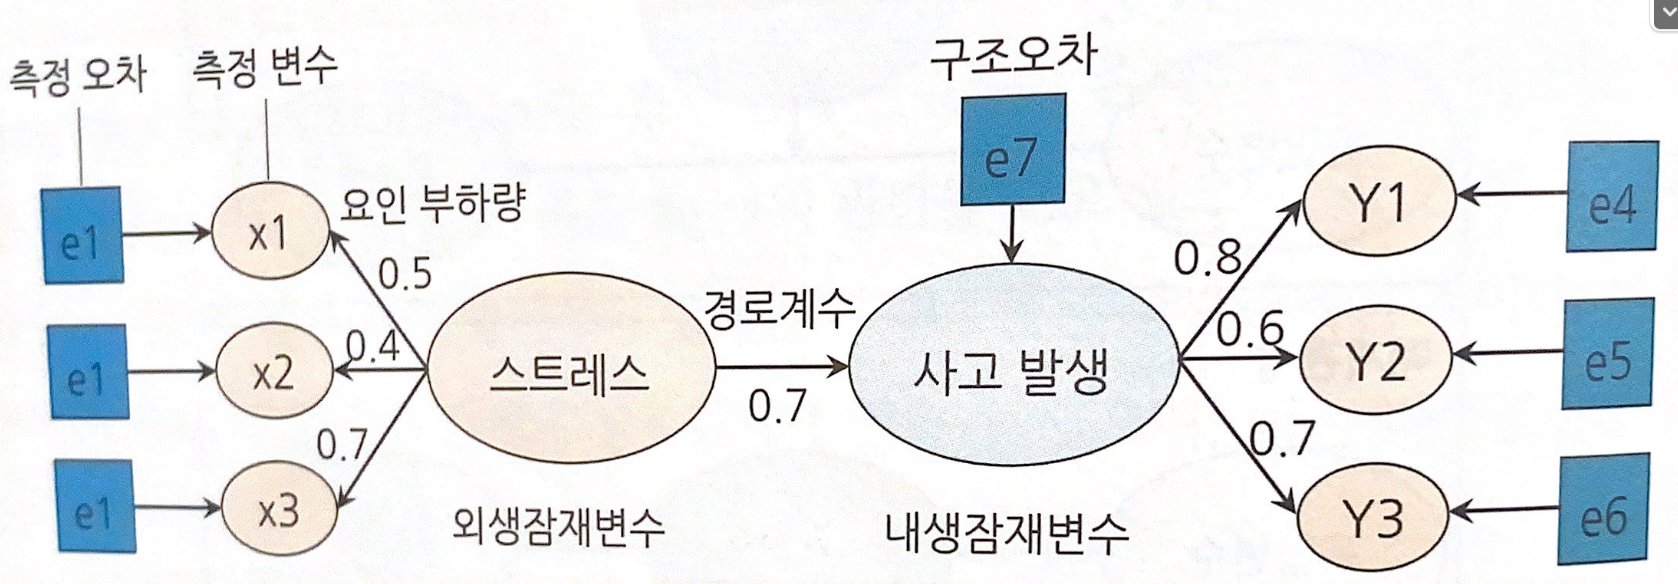 측정 오차
측정 변수
구조오차
e7
e1
x1
요인 부하량
0.5
0.8
Y1
e4
e1
x2
0.4
스트레스
경로계수
0.7
사고 발생
0.6
Y2
e5
e1
x3
0.7
외생잠재변수
내생잠재변수
0.7
Y3
e6